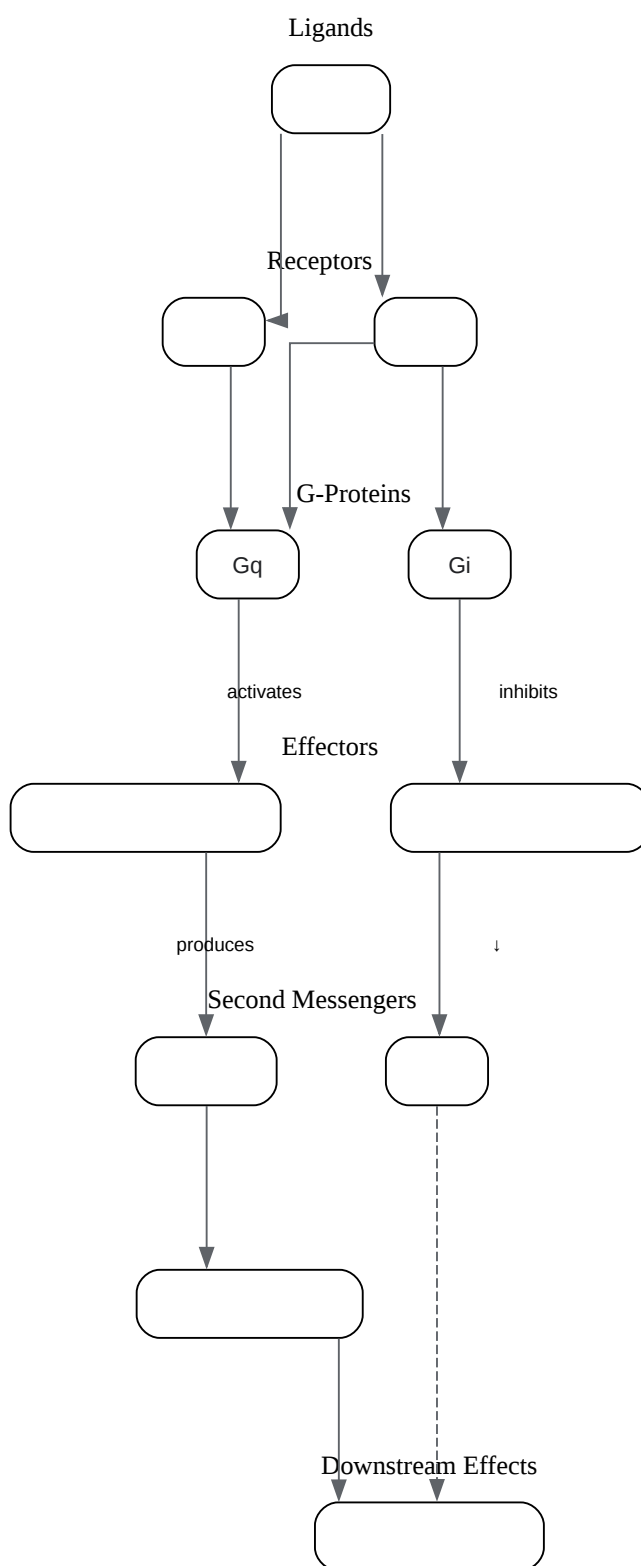 Ligands
Receptors
G-Proteins
Gq
Gi
activates
inhibits
Effectors
produces
↓
Second Messengers
Downstream Effects